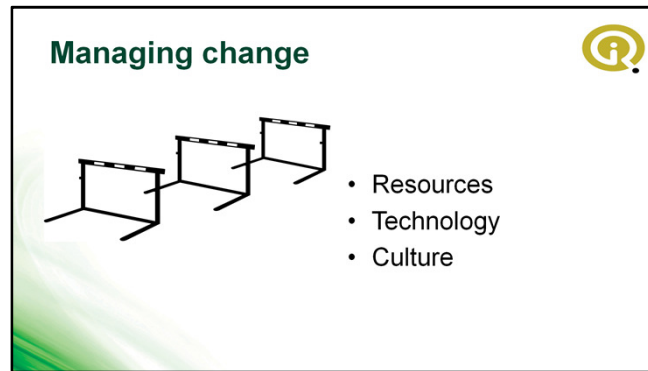 Managing change
• Resources
• Technology
• Culture